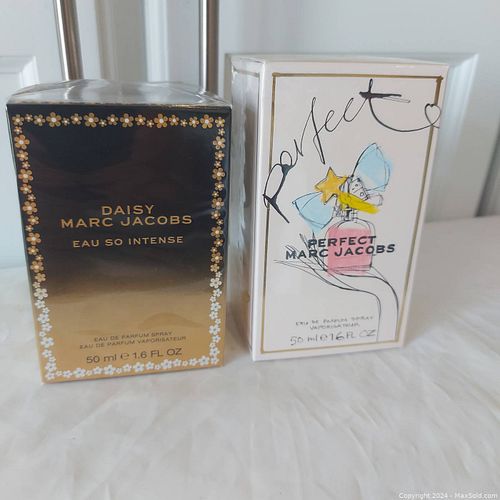 DAISY
MARC JACOBS
EAU SO INTENSE
EAU DE PARFUM SPRAY
EAU DE PARFUM VAPORISATEUR
50 ml e 1.6 FL OZ
Perfect
PERFECT
MARC JACOBS
EAU DE PARFUM SPRAY
VAPORISATEUR
50 ml e 1.6 FL OZ
Copyright 2024 - MaxSold.com